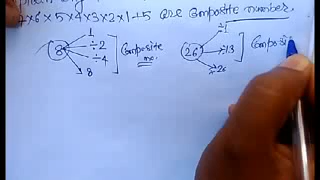 7×6×5×4×3×2×1+5 are composite number.
8 1 ÷2 ÷4 8 ] Composite no.
26 ÷1 ÷13 ÷26 ] Composi